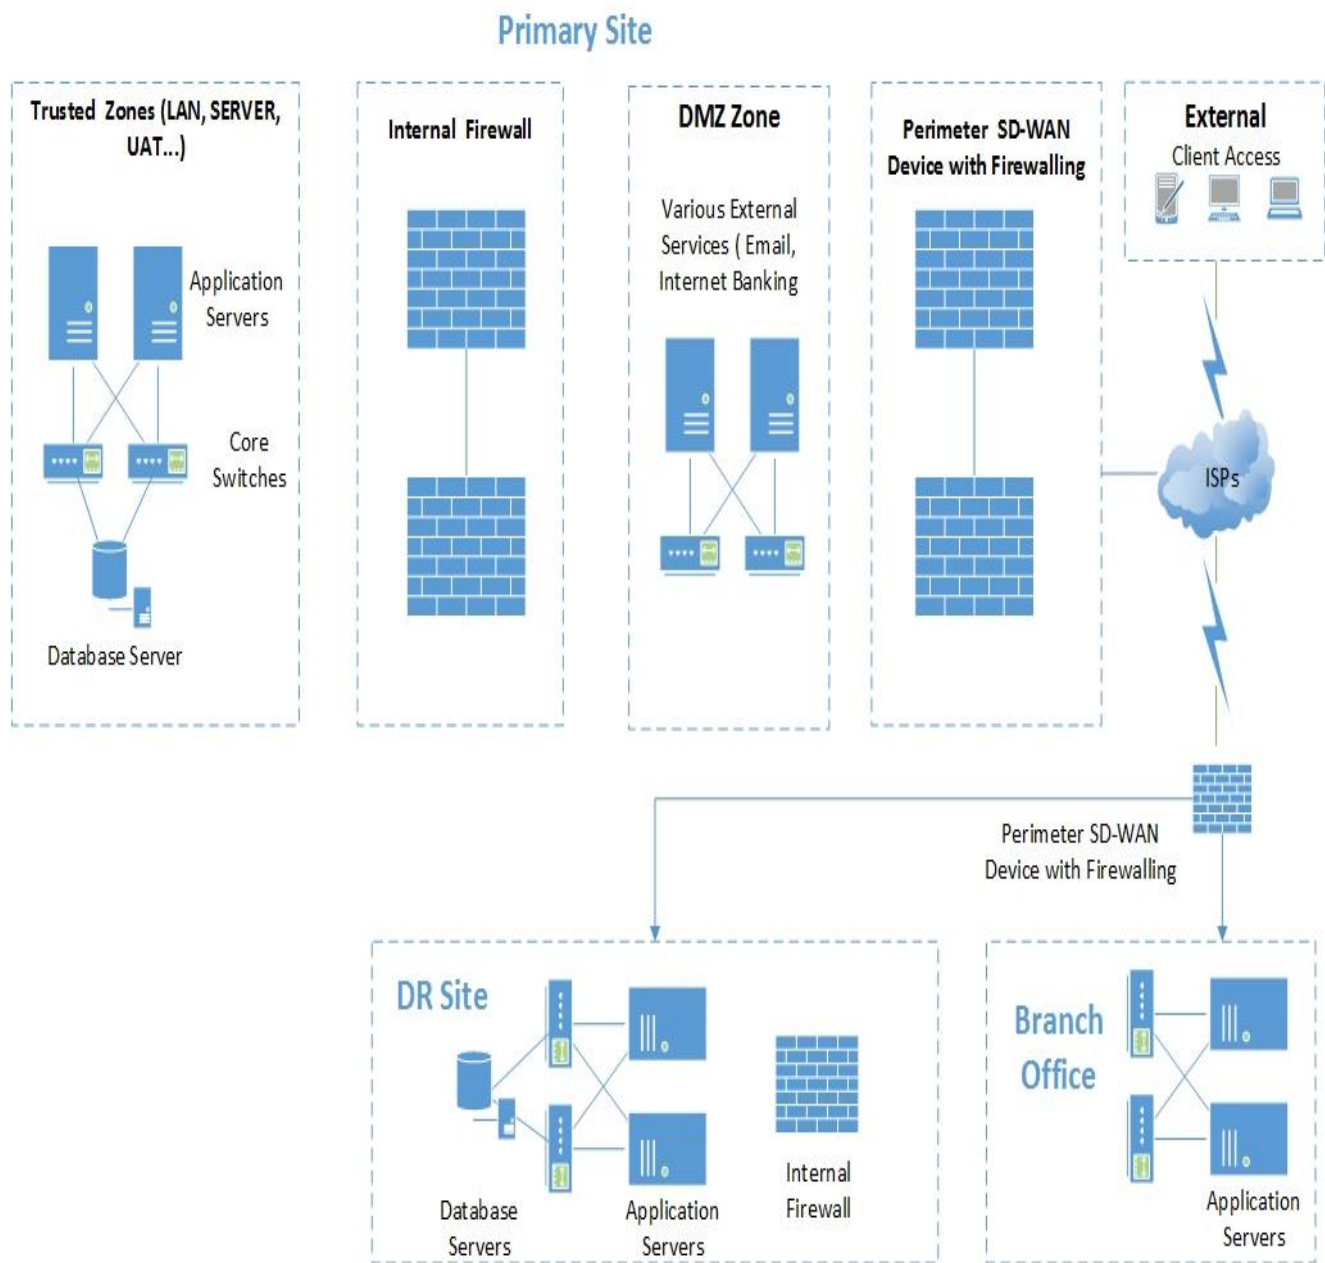 Primary Site
Trusted Zones (LAN, SERVER,
UAT...)
Application
Servers
Core
Switches
Database Server
Internal Firewall
DMZ Zone
Various External
Services ( Email,
Internet Banking
Perimeter SD-WAN
Device with Firewalling
External
Client Access
ISPs
Perimeter SD-WAN
Device with Firewalling
DR Site
Database
Servers
Application
Servers
Internal
Firewall
Branch
Office
Application
Servers